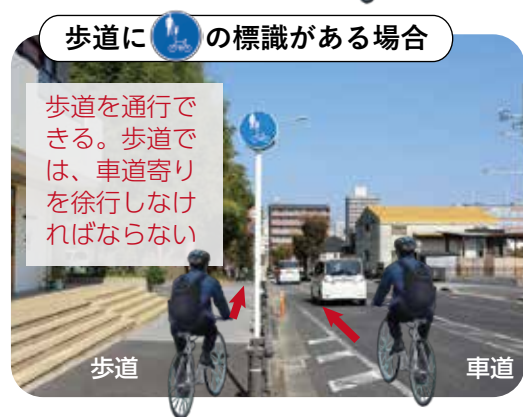 歩道に の標識がある場合
歩道を通行で
きる。歩道で
は、車道寄り
を徐行しなけ
ればならない
歩道
車道